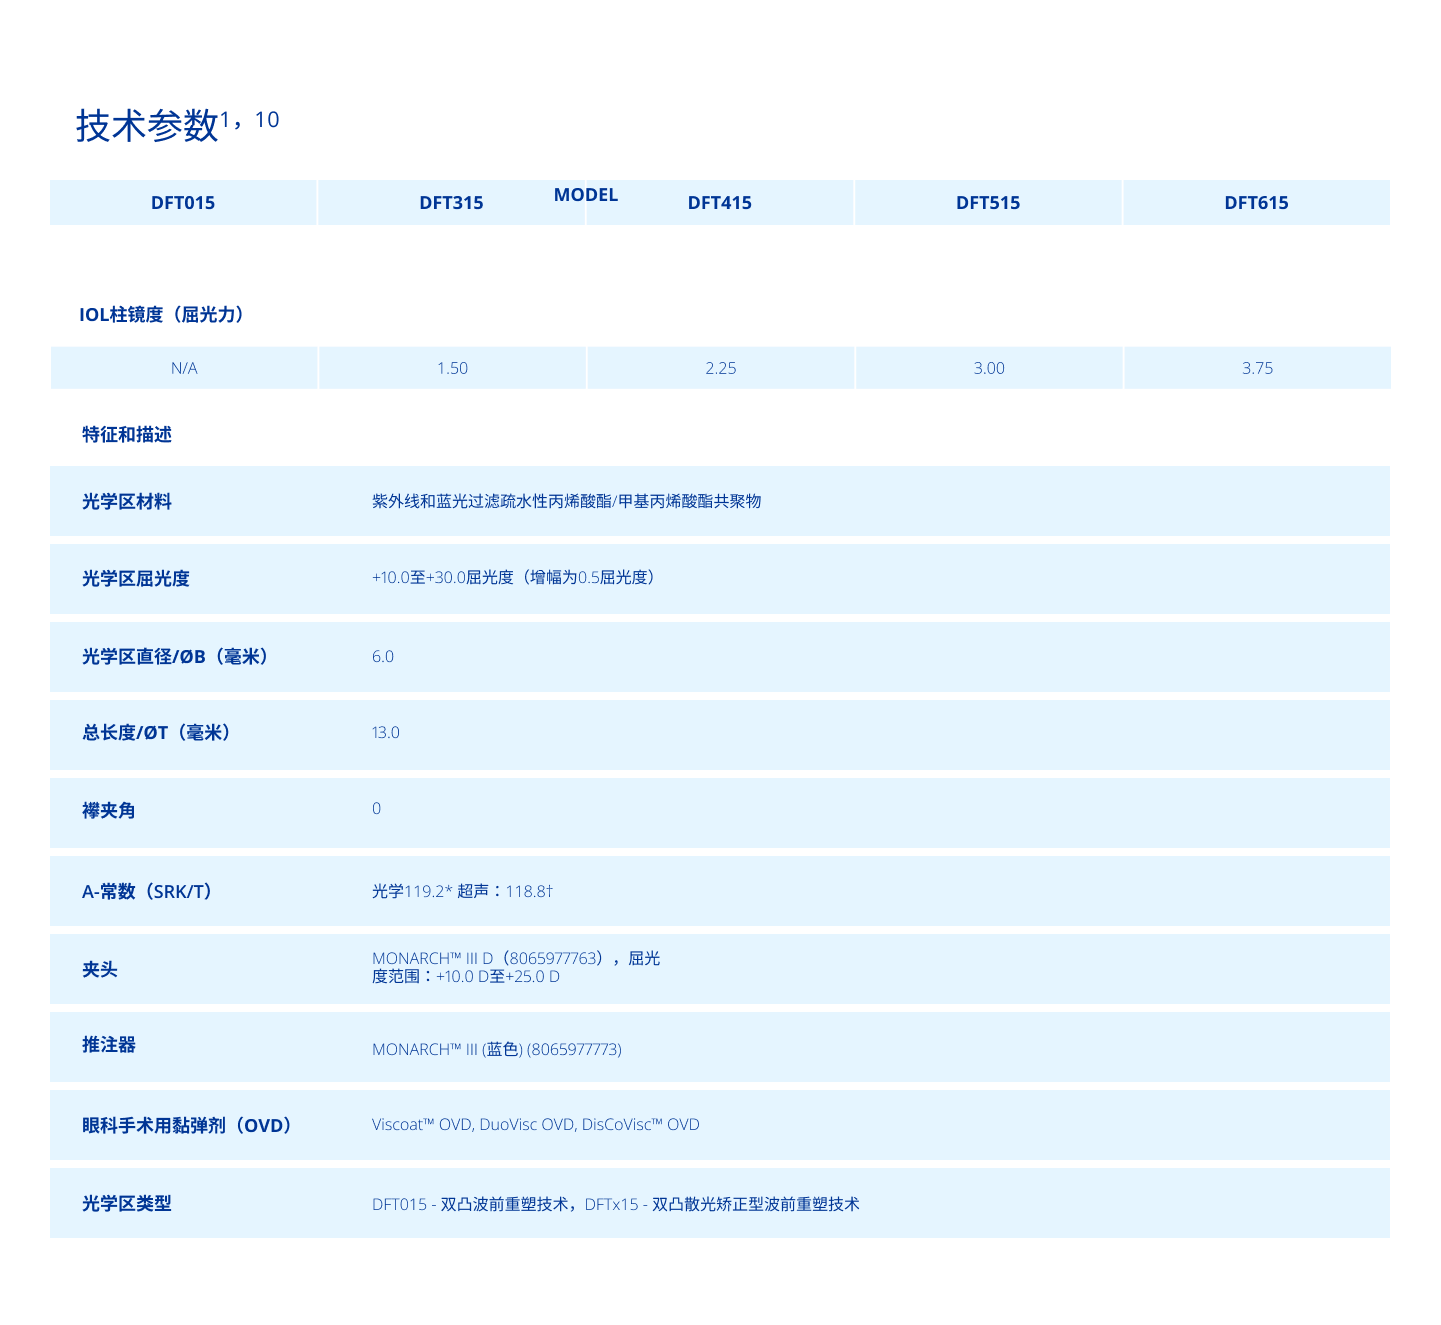 技术参数1，10
MODEL
DFT015 DFT315 DFT415 DFT515 DFT615
IOL柱镜度（屈光力）
N/A 1.50 2.25 3.00 3.75
特征和描述
光学区材料 紫外线和蓝光过滤疏水性丙烯酸酯/甲基丙烯酸酯共聚物
光学区屈光度 +10.0至+30.0屈光度（增幅为0.5屈光度）
光学区直径/ØB（毫米） 6.0
总长度/ØT（毫米） 13.0
襻夹角 0
A-常数（SRK/T） 光学119.2* 超声：118.8†
夹头 MONARCH™ III D（8065977763），屈光
度范围：+10.0 D至+25.0 D
推注器 MONARCH™ III (蓝色) (8065977773)
眼科手术用黏弹剂（OVD） Viscoat™ OVD, DuoVisc OVD, DisCoVisc™ OVD
光学区类型 DFT015 - 双凸波前重塑技术，DFTx15 - 双凸散光矫正型波前重塑技术